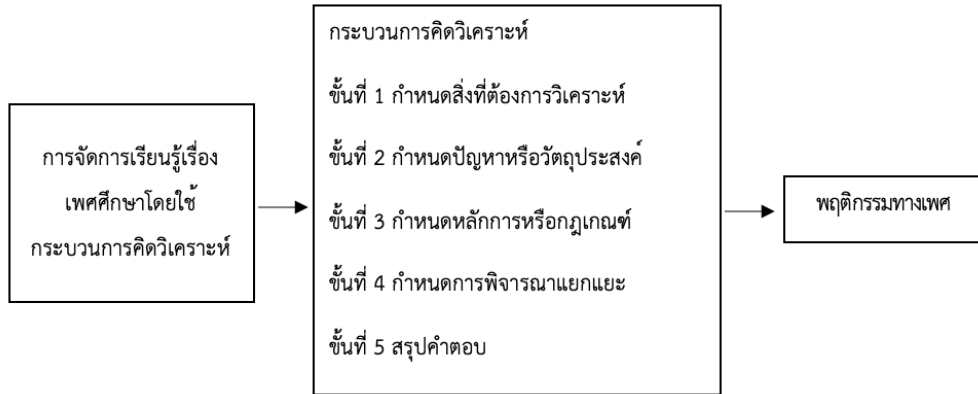 การจัดการเรียนรู้เรื่อง
เพศศึกษาโดยใช้
กระบวนการคิดวิเคราะห์
กระบวนการคิดวิเคราะห์
ขั้นที่ 1 กำหนดสิ่งที่ต้องการวิเคราะห์
ขั้นที่ 2 กำหนดปัญหาหรือวัตถุประสงค์
ขั้นที่ 3 กำหนดหลักการหรือกฎเกณฑ์
ขั้นที่ 4 กำหนดการพิจารณาแยกแยะ
ขั้นที่ 5 สรุปคำตอบ
พฤติกรรมทางเพศ